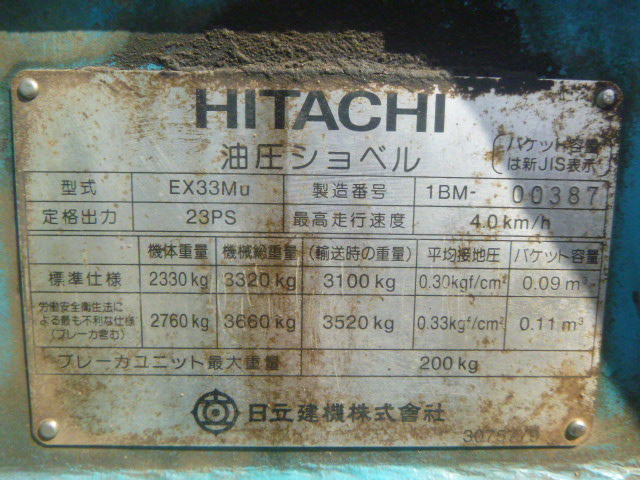 HITACHI
油圧ショベル
(バケット容量
は新JIS表示)
型式 EX33Mu 製造番号 1BM- 00387
定格出力 23PS 最高走行速度 4.0km/h
機体重量 機械総重量 (輸送時の重量) 平均接地圧 バケット容量
標準仕様 2330kg 3320kg 3100kg 0.30kgf/cm² 0.09m³
労働安全衛生法に
よる最も不利な仕様 2760kg 3660kg 3520kg 0.33kgf/cm² 0.11m³
(ブレーカ含む)
ブレーカユニット最大重量 200kg
日立建機株式會社